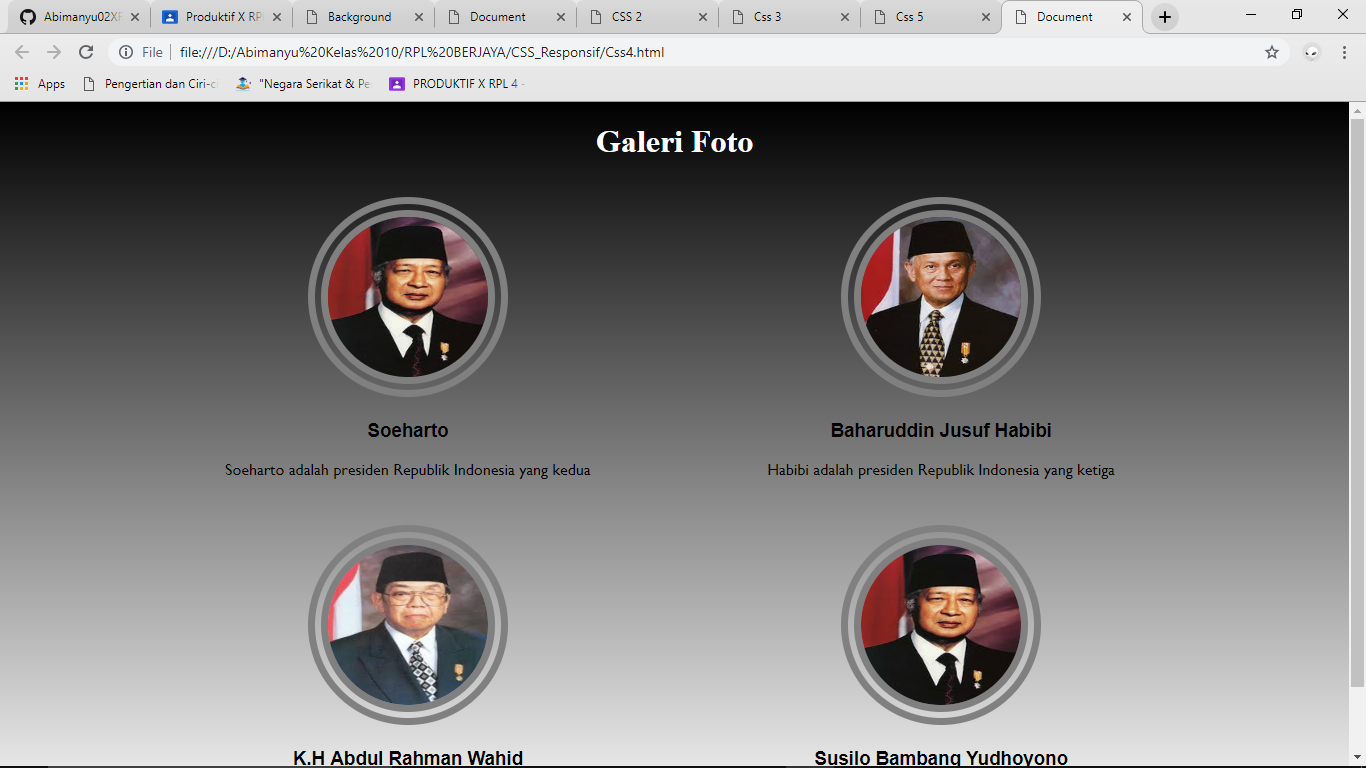 Abimanyu02XR
Produktif X RP
Background
Document
CSS 2
Css 3
Css 5
Document
File
file:///D:/Abimanyu%20Kelas%2010/RPL%20BERJAYA/CSS_Responsif/Css4.html
Apps
Pengertian dan Ciri-c
"Negara Serikat & Pe
PRODUKTIF X RPL 4 -
Galeri Foto
Soeharto
Baharuddin Jusuf Habibi
Soeharto adalah presiden Republik Indonesia yang kedua
Habibi adalah presiden Republik Indonesia yang ketiga
K.H Abdul Rahman Wahid
Susilo Bambang Yudhoyono